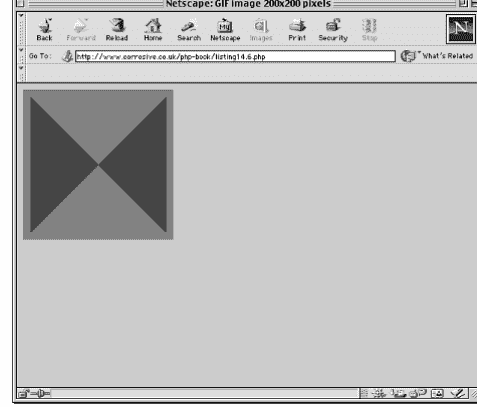 Netscape: GIF image 200x200 pixels
Back Forward Reload Home Search Netscape Images Print Security Stop
Go To: http://www.corrosive.co.uk/php-book/listing14.6.php What's Related